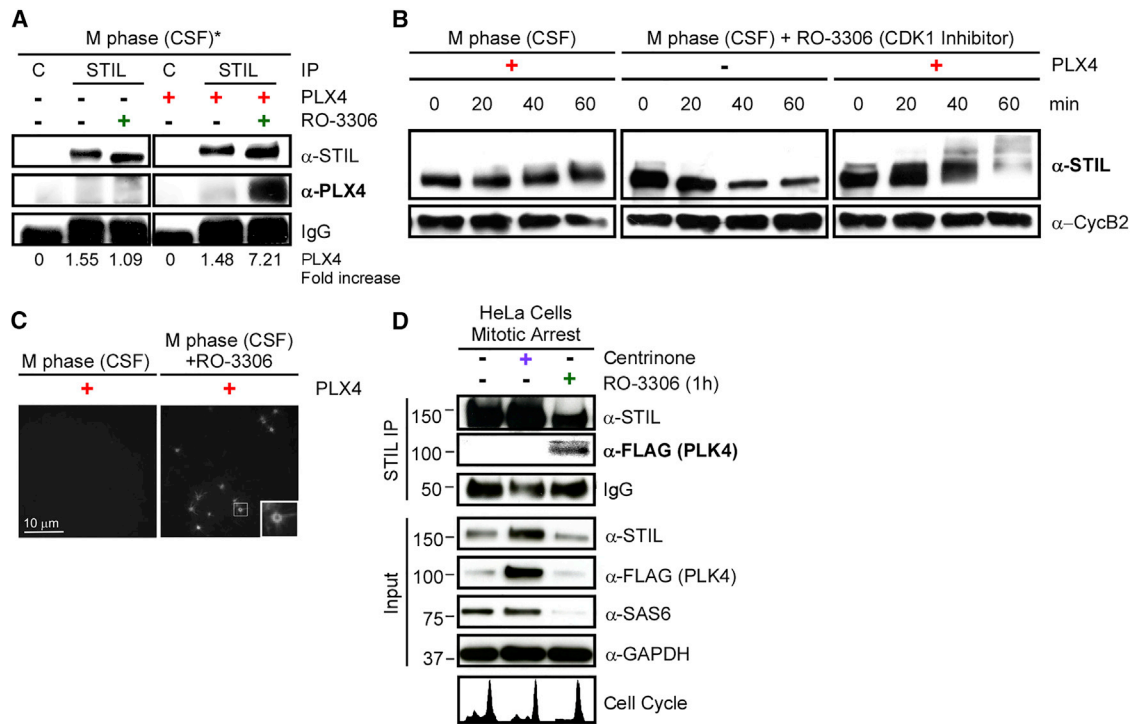 A
M phase (CSF)*
C STIL C STIL IP
- - - + + + PLX4
- - + - - + RO-3306
α-STIL
α-PLX4
IgG
0 1.55 1.09 0 1.48 7.21 PLX4
Fold increase
B
M phase (CSF) M phase (CSF) + RO-3306 (CDK1 Inhibitor)
+ - + PLX4
0 20 40 60 0 20 40 60 0 20 40 60 min
α-STIL
α-CycB2
C
M phase (CSF) M phase (CSF)
+RO-3306
+ + PLX4
10 μm
D
HeLa Cells
Mitotic Arrest
- + - Centrinone
- - + RO-3306 (1h)
STIL IP
150 α-STIL
100 α-FLAG (PLK4)
50 IgG
Input
150 α-STIL
100 α-FLAG (PLK4)
75 α-SAS6
37 α-GAPDH
Cell Cycle